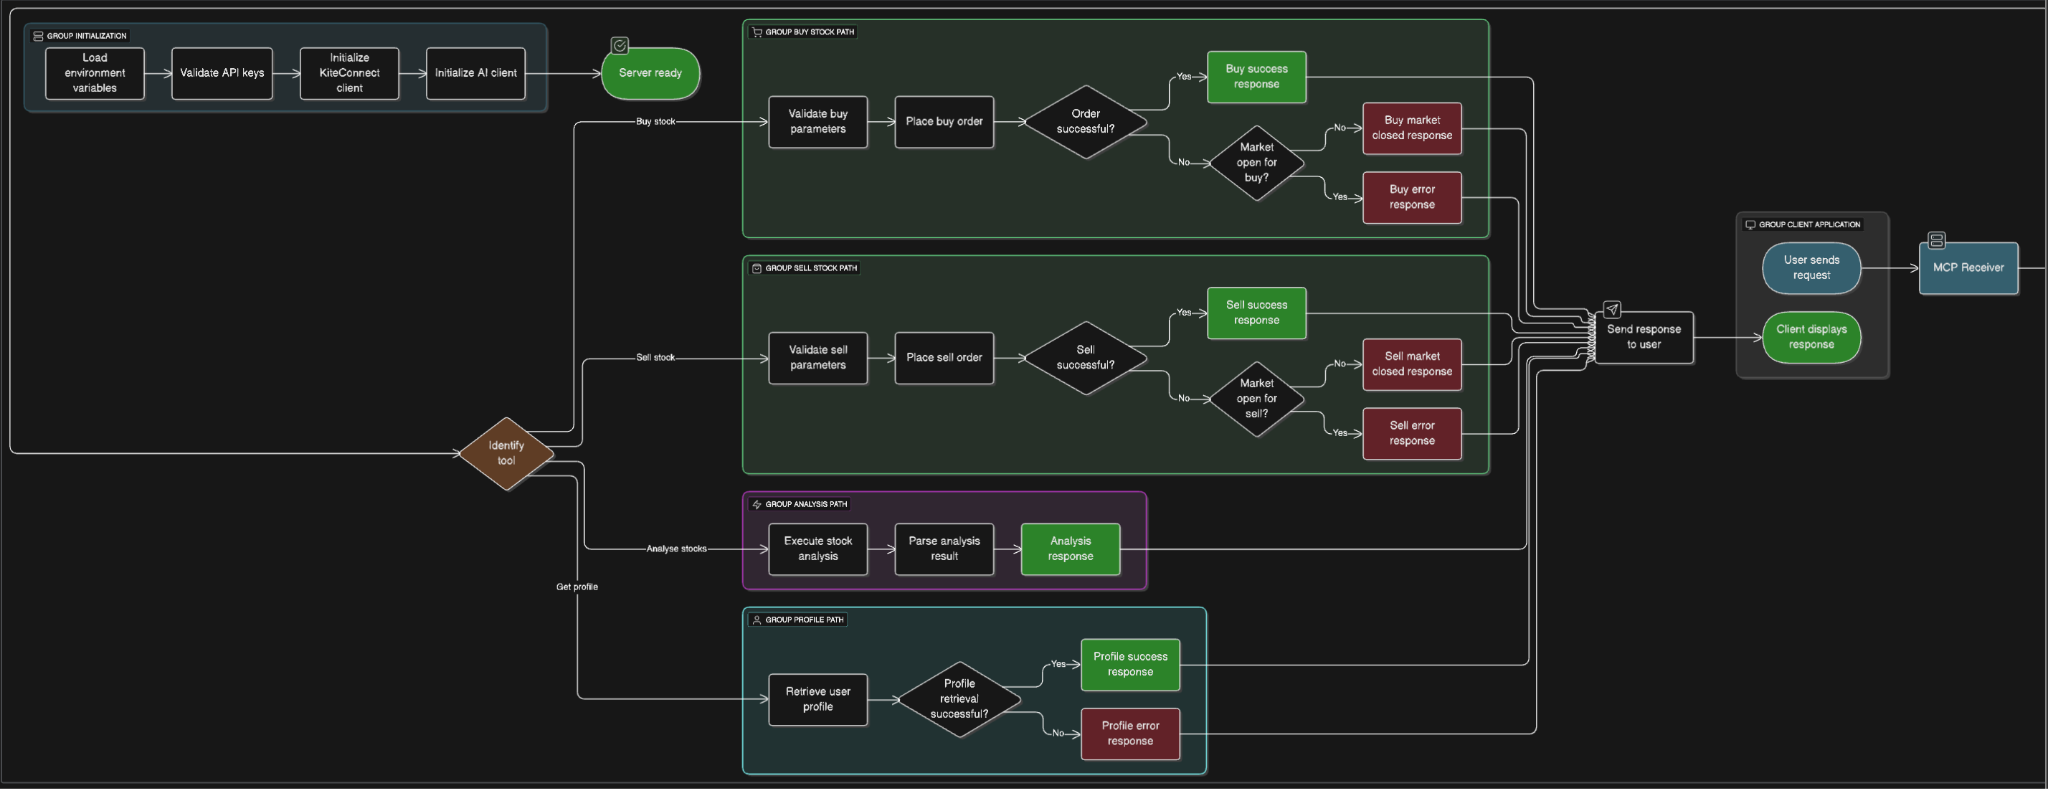 GROUP INITIALIZATION
Load
environment
variables
Validate API keys
Initialize
KiteConnect
client
Initialize AI client
Server ready
GROUP BUY STOCK PATH
Buy stock
Validate buy
parameters
Place buy order
Order
successful?
Yes
Buy success
response
No
Market
open for
buy?
No
Buy market
closed response
Yes
Buy error
response
GROUP SELL STOCK PATH
Sell stock
Validate sell
parameters
Place sell order
Sell
successful?
Yes
Sell success
response
No
Market
open for
sell?
No
Sell market
closed response
Yes
Sell error
response
Identify
tool
GROUP ANALYSIS PATH
Analyse stocks
Execute stock
analysis
Parse analysis
result
Analysis
response
Get profile
GROUP PROFILE PATH
Retrieve user
profile
Profile
retrieval
successful?
Yes
Profile success
response
No
Profile error
response
Send response
to user
GROUP CLIENT APPLICATION
User sends
request
Client displays
response
MCP Receiver